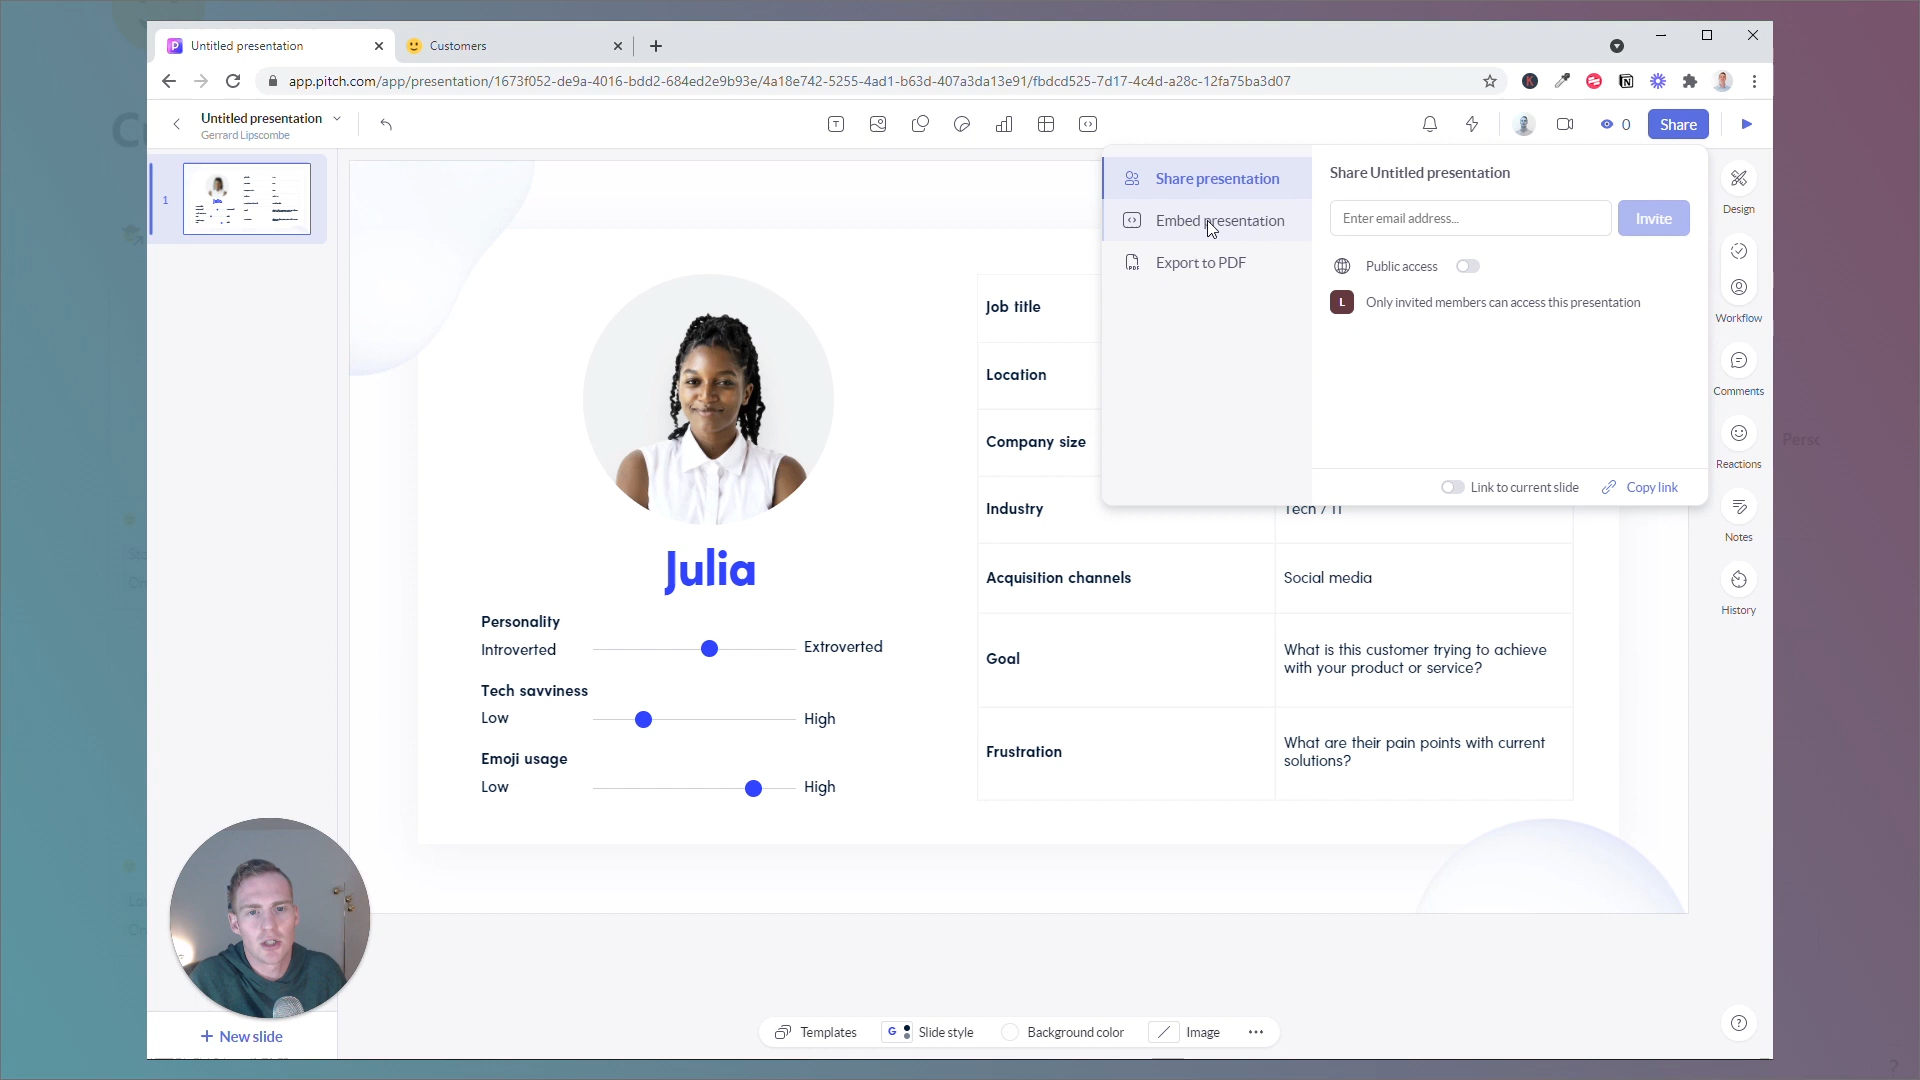 Untitled presentation
Customers
app.pitch.com/app/presentation/1673f052-de9a-4016-bdd2-684ed2e9b93e/4a18e742-5255-4ad1-b63d-407a3da13e91/fbdcd525-7d17-4c4d-a28c-12fa75ba3d07
Untitled presentation
Gerrard Lipscombe
0
Share
1
Share presentation
Embed presentation
Export to PDF
Share Untitled presentation
Enter email address...
Invite
Public access
L
Only invited members can access this presentation
Link to current slide
Copy link
Design
Workflow
Comments
Reactions
Notes
History
Julia
Personality
Introverted
Extroverted
Tech savviness
Low
High
Emoji usage
Low
High
Job title
Location
Company size
Industry
Tech / IT
Acquisition channels
Social media
Goal
What is this customer trying to achieve
with your product or service?
Frustration
What are their pain points with current
solutions?
+ New slide
Templates
G
Slide style
Background color
Image